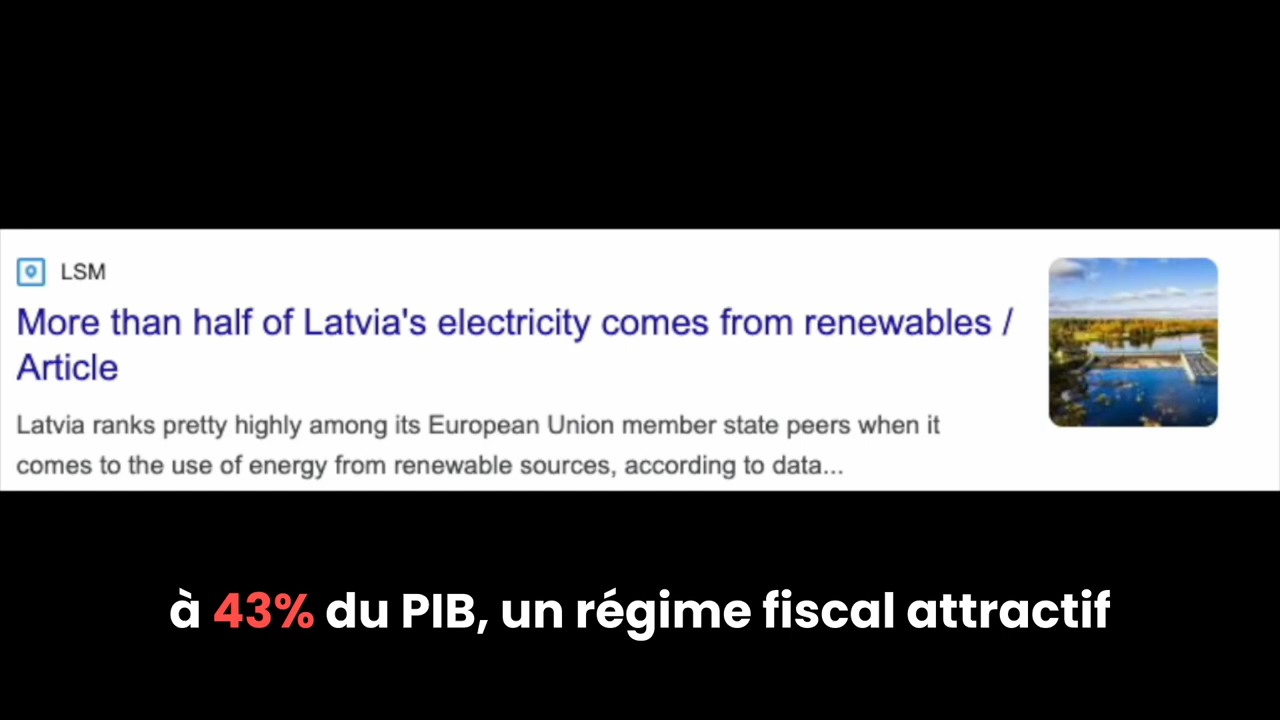 LSM
More than half of Latvia's electricity comes from renewables /
Article
Latvia ranks pretty highly among its European Union member state peers when it
comes to the use of energy from renewable sources, according to data...
à 43% du PIB, un régime fiscal attractif